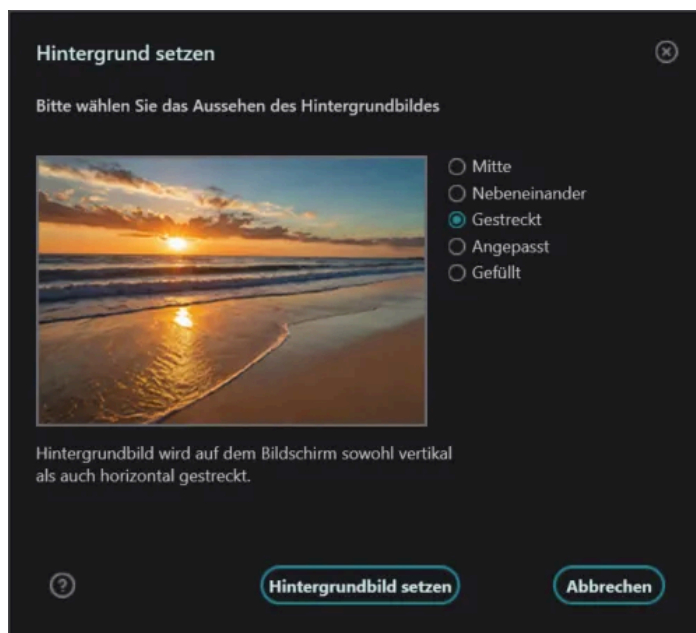 Hintergrund setzen
Bitte wählen Sie das Aussehen des Hintergrundbildes
Mitte
Nebeneinander
Gestreckt
Angepasst
Gefüllt
Hintergrundbild wird auf dem Bildschirm sowohl vertikal
als auch horizontal gestreckt.
?
Hintergrundbild setzen
Abbrechen